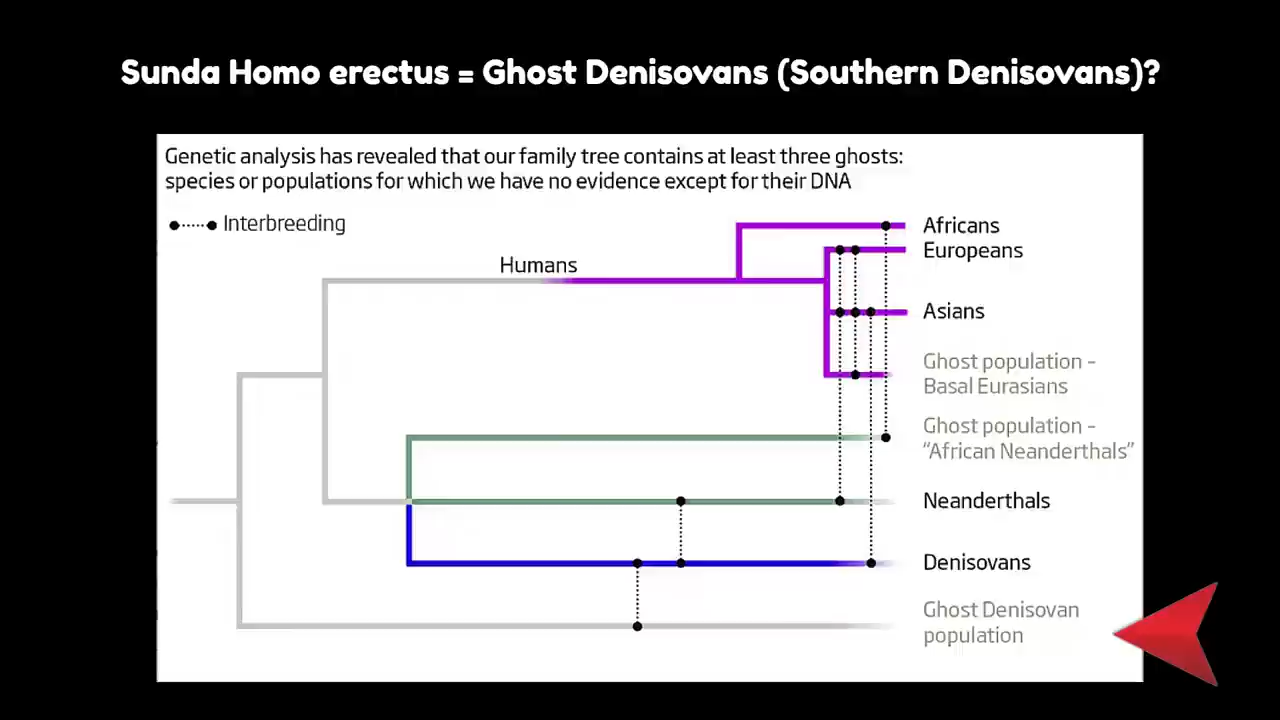 Sunda Homo erectus = Ghost Denisovans (Southern Denisovans)?
Genetic analysis has revealed that our family tree contains at least three ghosts:
species or populations for which we have no evidence except for their DNA
Interbreeding
Humans
Africans
Europeans
Asians
Ghost population –
Basal Eurasians
Ghost population –
“African Neanderthals”
Neanderthals
Denisovans
Ghost Denisovan
population